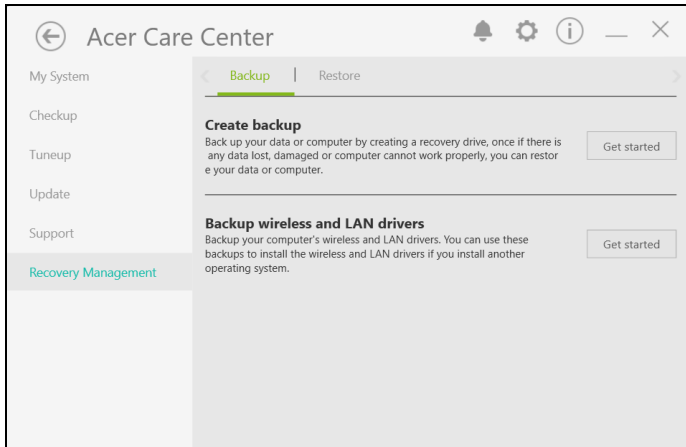 Acer Care Center
My System
Checkup
Tuneup
Update
Support
Recovery Management
Backup | Restore
Create backup
Back up your data or computer by creating a recovery drive, once if there is
any data lost, damaged or computer cannot work properly, you can restor
e your data or computer.
Get started
Backup wireless and LAN drivers
Backup your computer's wireless and LAN drivers. You can use these
backups to install the wireless and LAN drivers if you install another
operating system.
Get started